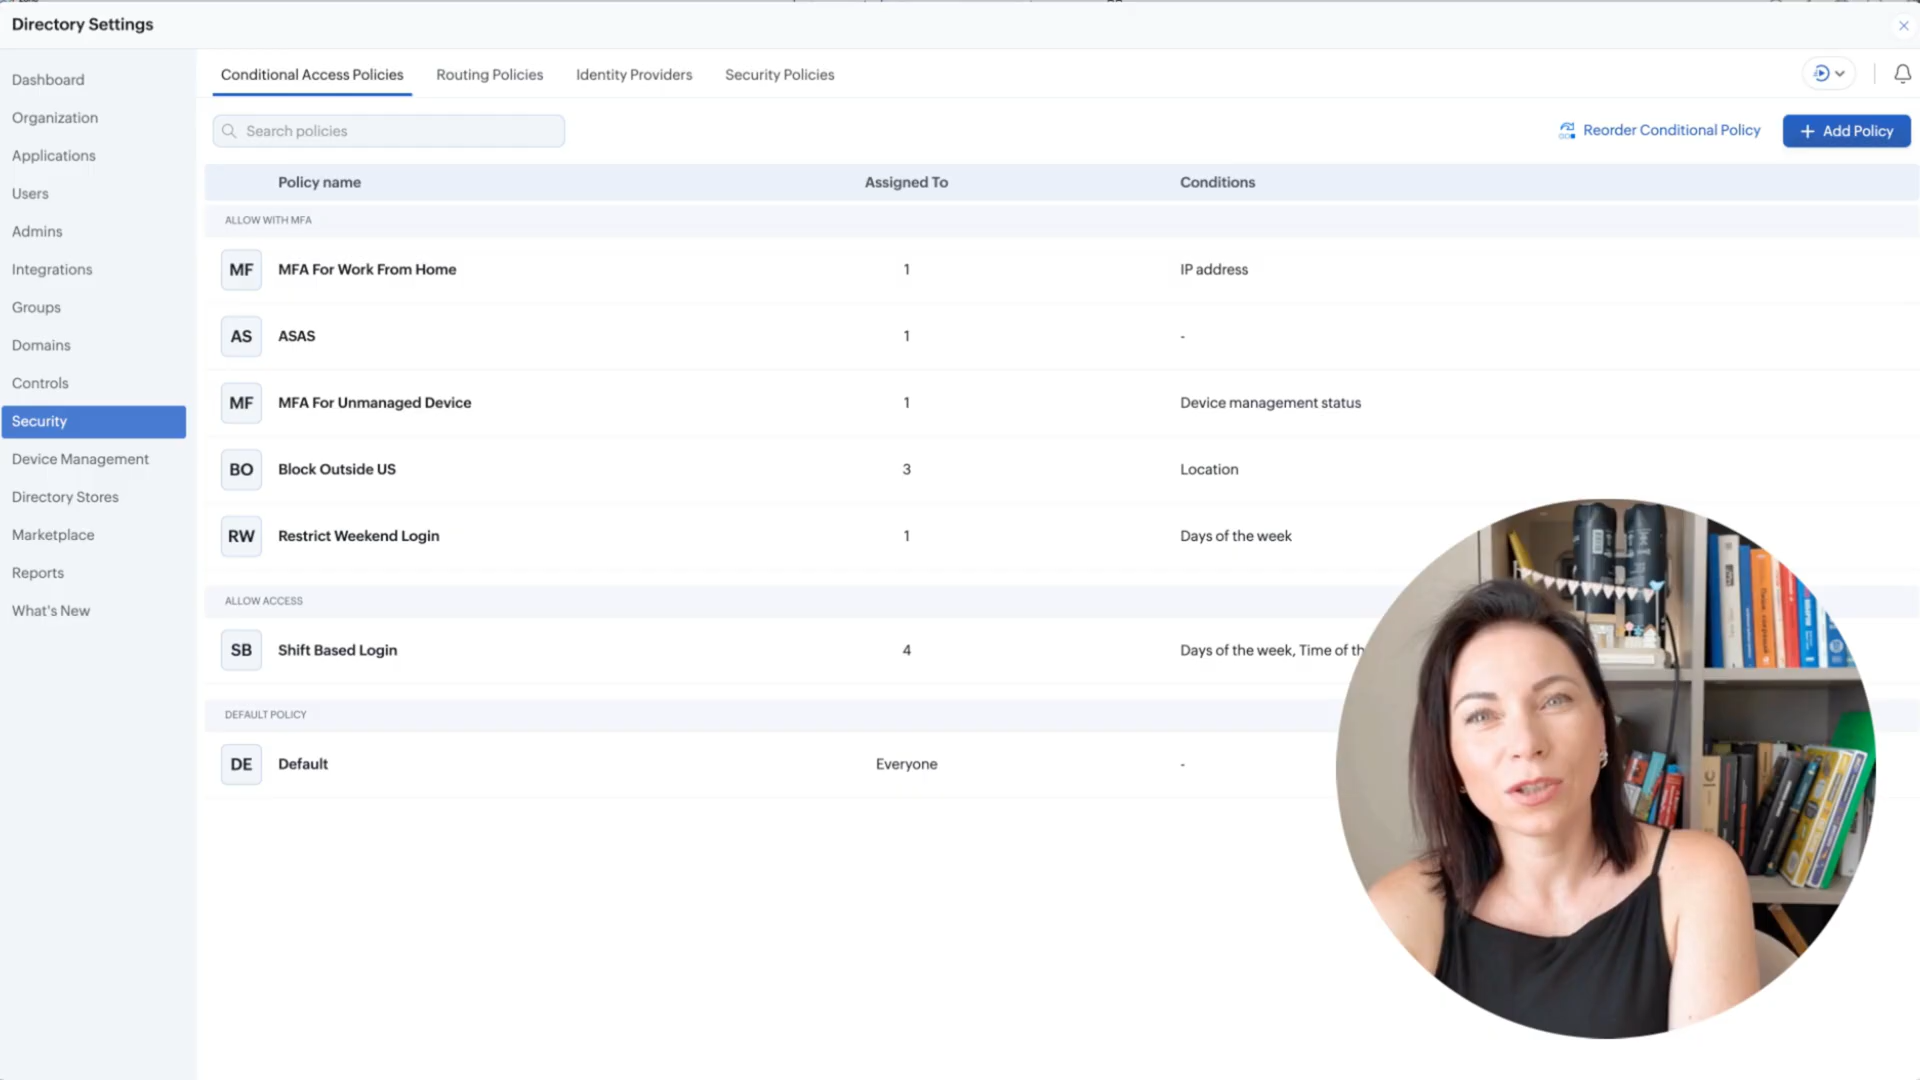 Directory Settings
Dashboard
Organization
Applications
Users
Admins
Integrations
Groups
Domains
Controls
Security
Device Management
Directory Stores
Marketplace
Reports
What's New
Conditional Access Policies Routing Policies Identity Providers Security Policies
Search policies
Reorder Conditional Policy
+ Add Policy
Policy name Assigned To Conditions
ALLOW WITH MFA
MF MFA For Work From Home 1 IP address
AS ASAS 1 -
MF MFA For Unmanaged Device 1 Device management status
BO Block Outside US 3 Location
RW Restrict Weekend Login 1 Days of the week
ALLOW ACCESS
SB Shift Based Login 4 Days of the week, Time of th
DEFAULT POLICY
DE Default Everyone -